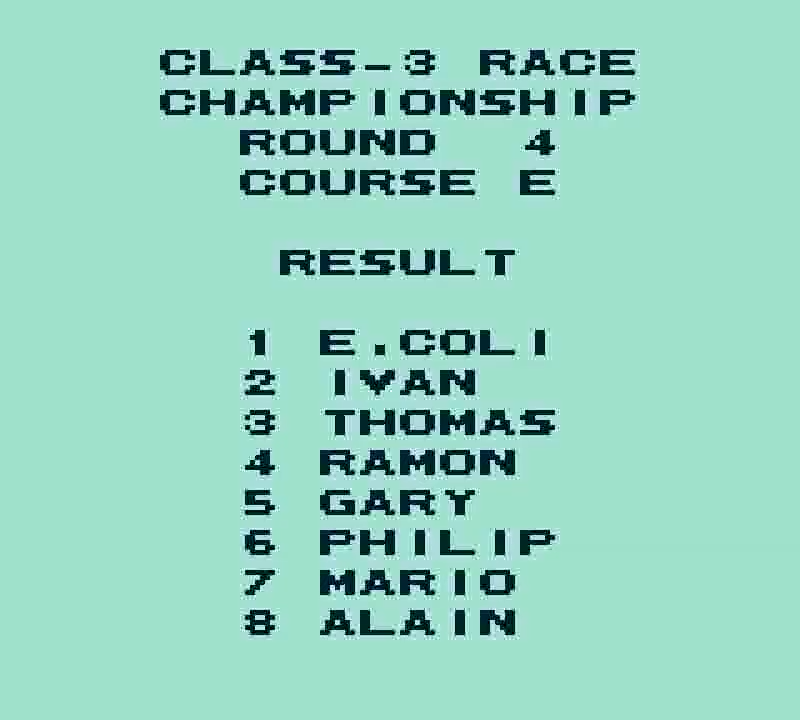 CLASS-3 RACE
CHAMPIONSHIP
ROUND 4
COURSE E
RESULT
1 E.COLI
2 IVAN
3 THOMAS
4 RAMON
5 GARY
6 PHILIP
7 MARIO
8 ALAIN